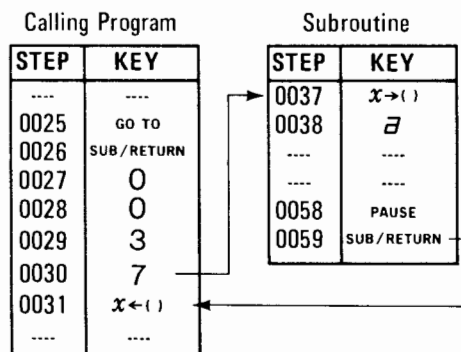 Calling Program
STEP KEY
---- ----
0025 GO TO
0026 SUB/RETURN
0027 0
0028 0
0029 3
0030 7
0031 x←( )
---- ----
Subroutine
STEP KEY
0037 x→( )
0038 a
---- ----
---- ----
0058 PAUSE
0059 SUB/RETURN